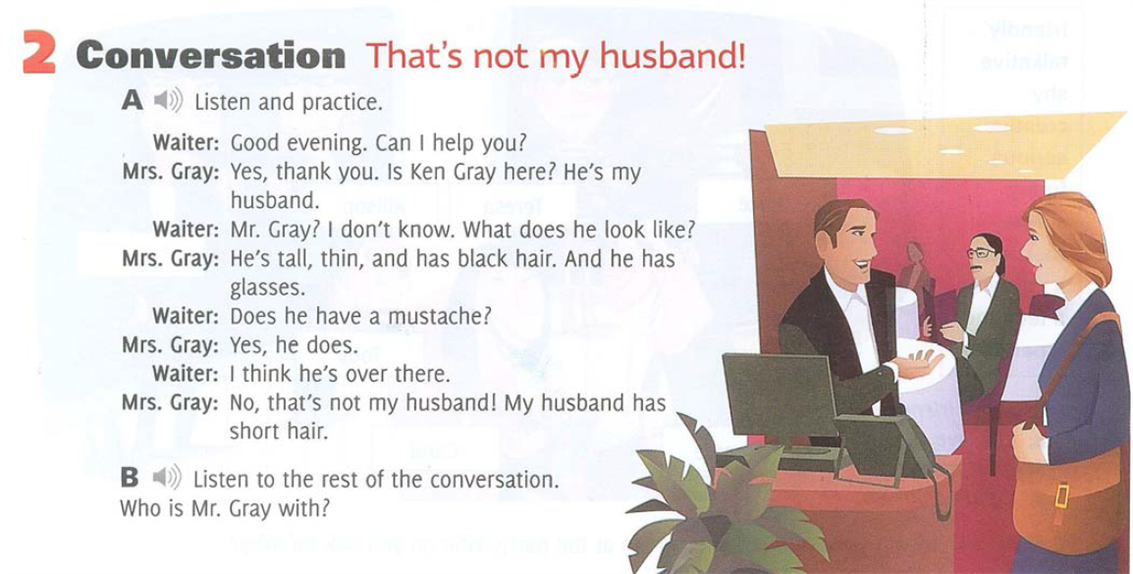 2 Conversation That's not my husband!
A Listen and practice.
Waiter: Good evening. Can I help you?
Mrs. Gray: Yes, thank you. Is Ken Gray here? He's my
husband.
Waiter: Mr. Gray? I don't know. What does he look like?
Mrs. Gray: He's tall, thin, and has black hair. And he has
glasses.
Waiter: Does he have a mustache?
Mrs. Gray: Yes, he does.
Waiter: I think he's over there.
Mrs. Gray: No, that's not my husband! My husband has
short hair.
B Listen to the rest of the conversation.
Who is Mr. Gray with?